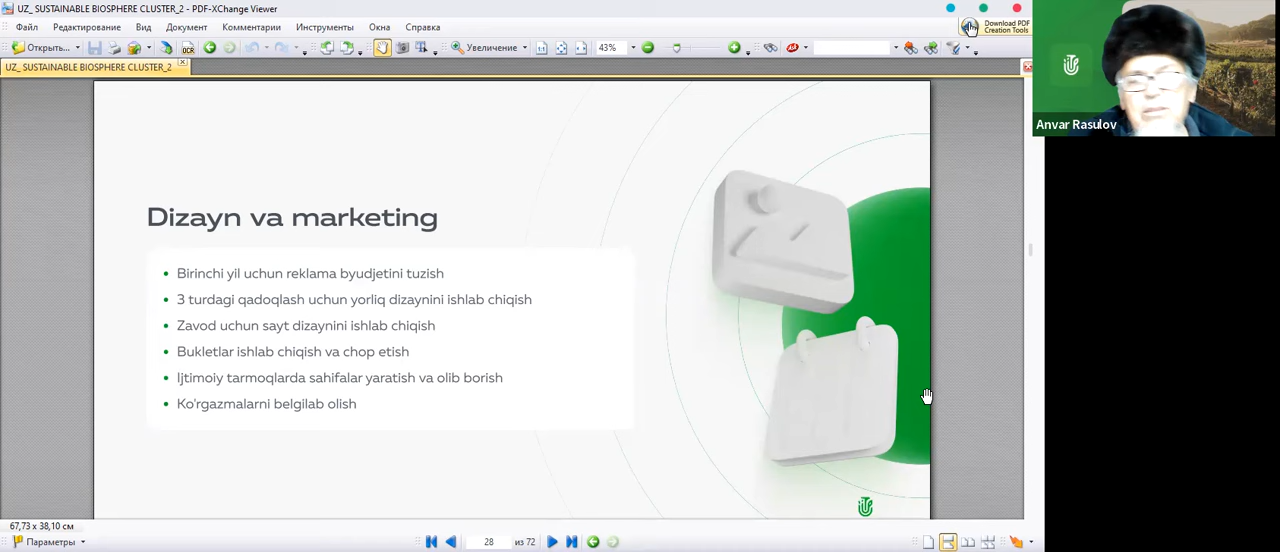 UZ_ SUSTAINABLE BIOSPHERE CLUSTER_2 - PDF-XChange Viewer
Файл Редактирование Вид Документ Комментарии Инструменты Окна Справка
Download PDF
Creation Tools
Открыть... OCR Увеличение 43%
UZ_ SUSTAINABLE BIOSPHERE CLUSTER_2
Anvar Rasulov
Dizayn va marketing
• Birinchi yil uchun reklama byudjetini tuzish
• 3 turdagi qadoqlash uchun yorliq dizaynini ishlab chiqish
• Zavod uchun sayt dizaynini ishlab chiqish
• Bukletlar ishlab chiqish va chop etish
• Ijtimoiy tarmoqlarda sahifalar yaratish va olib borish
• Ko'rgazmalarni belgilab olish
67,73 x 38,10 см
Параметры 28 из 72